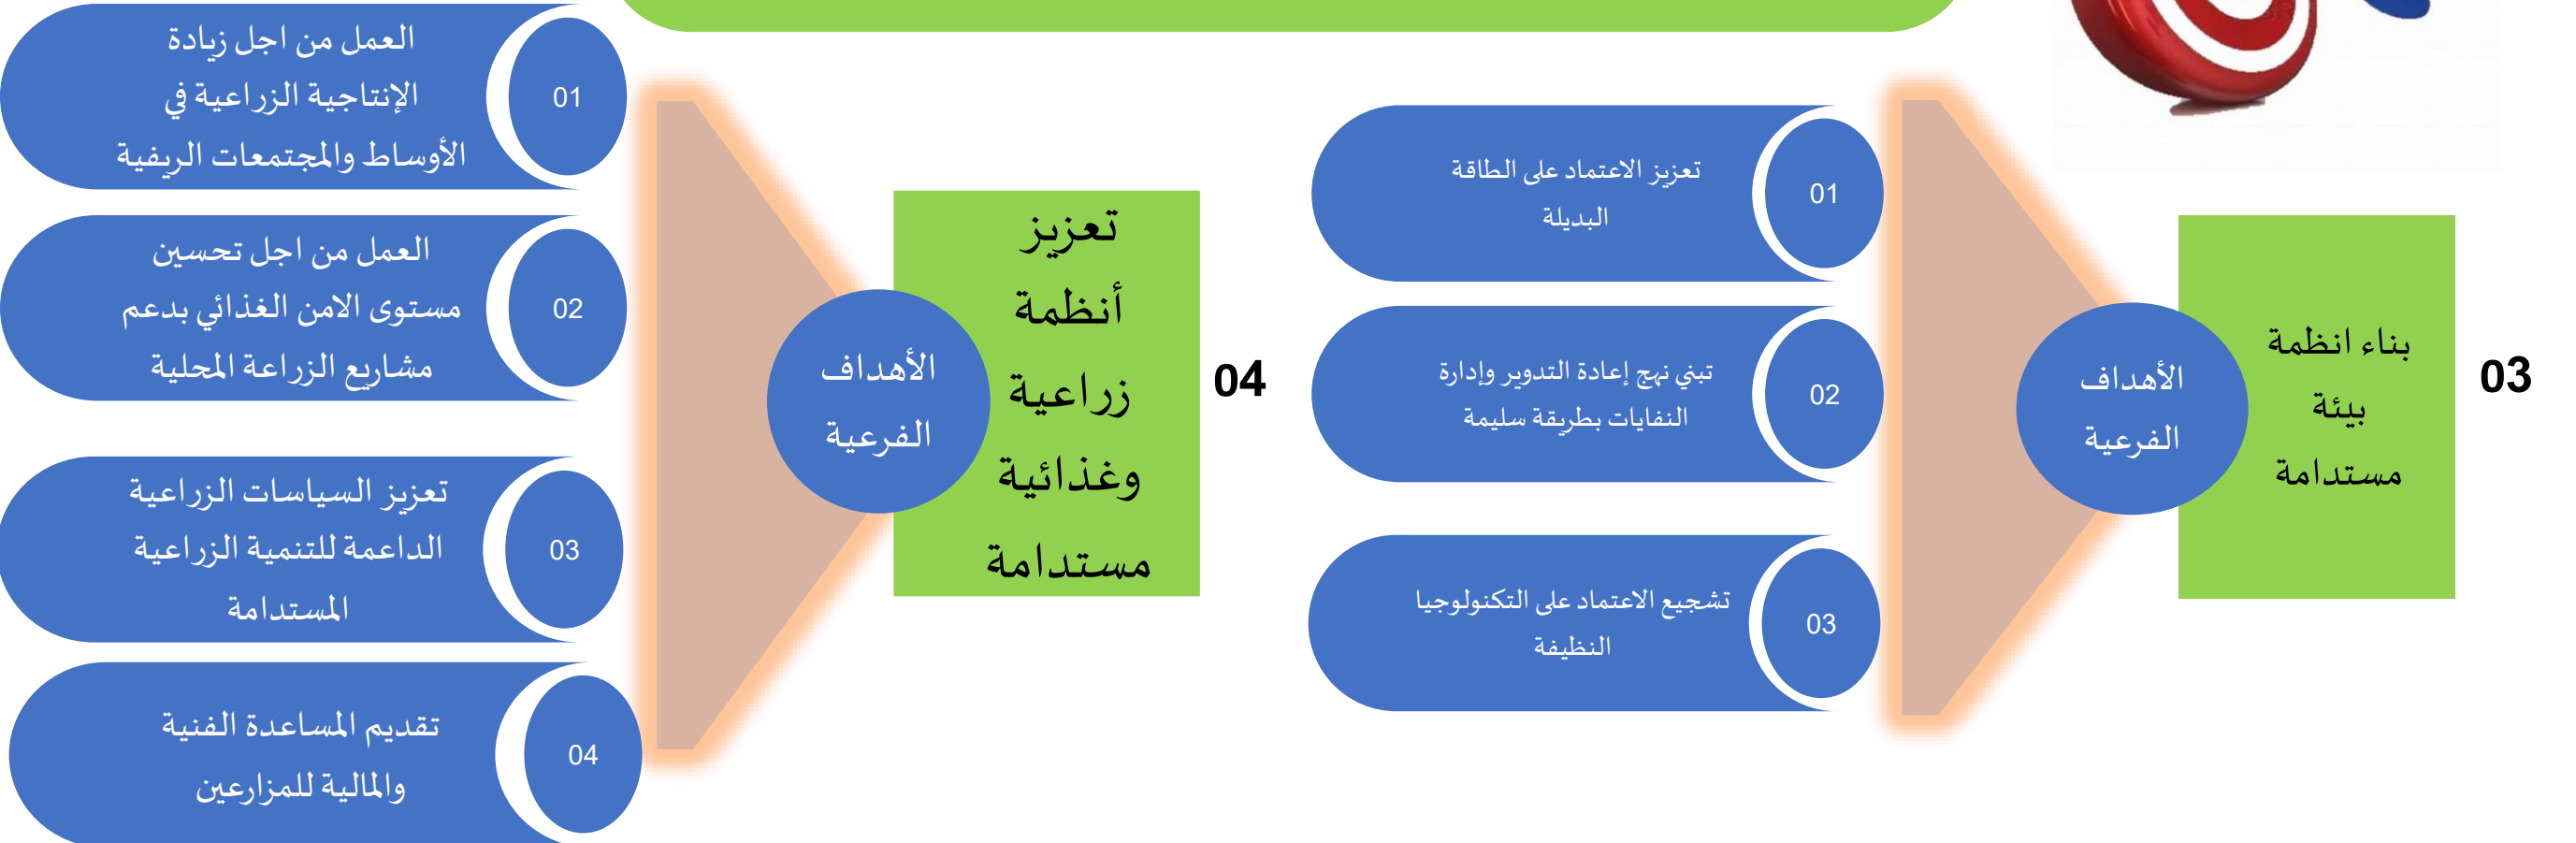 03
بناء انظمة
بيئة
مستدامة
الأهداف
الفرعية
01
تعزيز الاعتماد على الطاقة
البديلة
02
تبني نهج إعادة التدوير وإدارة
النفايات بطريقة سليمة
03
تشجيع الاعتماد على التكنولوجيا
النظيفة
04
تعزيز
أنظمة
زراعية
وغذائية
مستدامة
الأهداف
الفرعية
01
العمل من اجل زيادة
الإنتاجية الزراعية في
الأوساط والمجتمعات الريفية
02
العمل من اجل تحسين
مستوى الامن الغذائي بدعم
مشاريع الزراعة المحلية
03
تعزيز السياسات الزراعية
الداعمة للتنمية الزراعية
المستدامة
04
تقديم المساعدة الفنية
والمالية للمزارعين